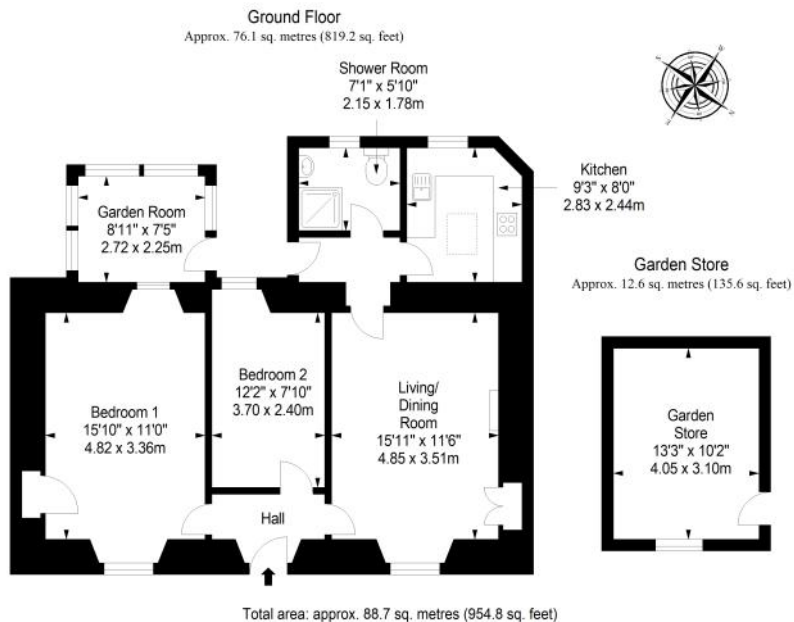 Ground Floor
Approx. 76.1 sq. metres (819.2 sq. feet)
Shower Room
7'1" x 5'10"
2.15 x 1.78m
Kitchen
9'3" x 8'0"
2.83 x 2.44m
Garden Room
8'11" x 7'5"
2.72 x 2.25m
Garden Store
Approx. 12.6 sq. metres (135.6 sq. feet)
Bedroom 1
15'10" x 11'0"
4.82 x 3.36m
Bedroom 2
12'2" x 7'10"
3.70 x 2.40m
Living/
Dining
Room
15'11" x 11'6"
4.85 x 3.51m
Garden
Store
13'3" x 10'2"
4.05 x 3.10m
Hall
Total area: approx. 88.7 sq. metres (954.8 sq. feet)